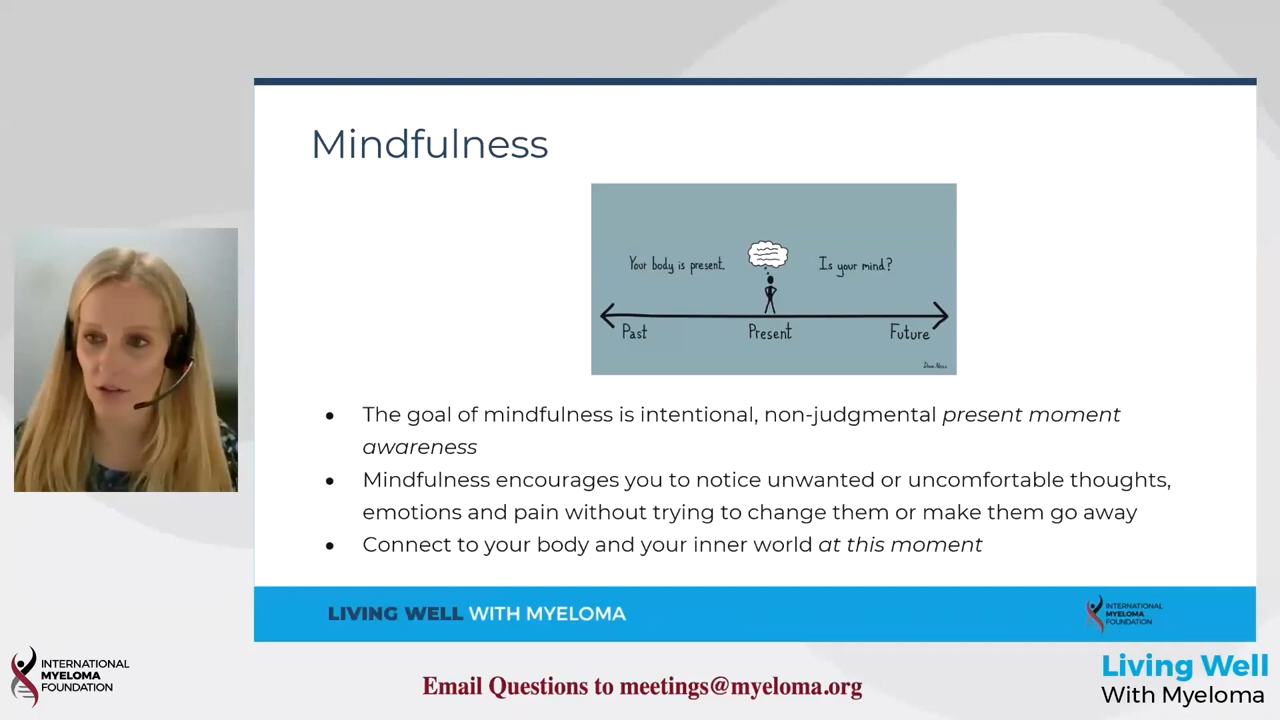 Mindfulness
Your body is present.
Is your mind?
Past
Present
Future
• The goal of mindfulness is intentional, non-judgmental present moment
awareness
• Mindfulness encourages you to notice unwanted or uncomfortable thoughts,
emotions and pain without trying to change them or make them go away
• Connect to your body and your inner world at this moment
LIVING WELL WITH MYELOMA
INTERNATIONAL
MYELOMA
FOUNDATION
INTERNATIONAL
MYELOMA
FOUNDATION
Email Questions to meetings@myeloma.org
Living Well
With Myeloma